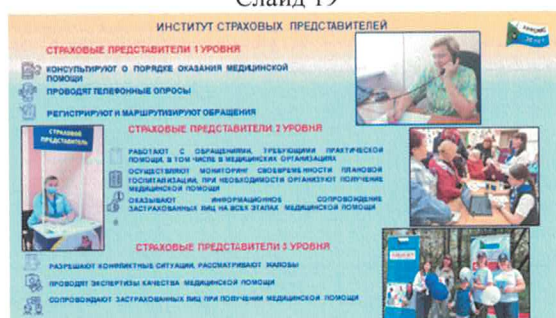 Слайд 19
ИНСТИТУТ СТРАХОВЫХ ПРЕДСТАВИТЕЛЕЙ
СТРАХОВЫЕ ПРЕДСТАВИТЕЛИ 1 УРОВНЯ
КОНСУЛЬТИРУЮТ О ПОРЯДКЕ ОКАЗАНИЯ МЕДИЦИНСКОЙ
ПОМОЩИ
ПРОВОДЯТ ТЕЛЕФОННЫЕ ОПРОСЫ
РЕГИСТРИРУЮТ И МАРШРУТИЗИРУЮТ ОБРАЩЕНИЯ
СТРАХОВОЙ
ПРЕДСТАВИТЕЛЬ
СТРАХОВЫЕ ПРЕДСТАВИТЕЛИ 2 УРОВНЯ
РАБОТАЮТ С ОБРАЩЕНИЯМИ, ТРЕБУЮЩИМИ ПРАКТИЧЕСКОЙ
ПОМОЩИ, В ТОМ ЧИСЛЕ В МЕДИЦИНСКИХ ОРГАНИЗАЦИЯХ
ОСУЩЕСТВЛЯЮТ МОНИТОРИНГ СВОЕВРЕМЕННОСТИ ПЛАНОВОЙ
ГОСПИТАЛИЗАЦИИ, ПРИ НЕОБХОДИМОСТИ ОРГАНИЗУЮТ ПОЛУЧЕНИЕ
МЕДИЦИНСКОЙ ПОМОЩИ
ОКАЗЫВАЮТ ИНФОРМАЦИОННОЕ СОПРОВОЖДЕНИЕ
ЗАСТРАХОВАННЫХ ЛИЦ НА ВСЕХ ЭТАПАХ МЕДИЦИНСКОЙ ПОМОЩИ
СТРАХОВЫЕ ПРЕДСТАВИТЕЛИ 3 УРОВНЯ
РАЗРЕШАЮТ КОНФЛИКТНЫЕ СИТУАЦИИ, РАССМАТРИВАЮТ ЖАЛОБЫ
ПРОВОДЯТ ЭКСПЕРТИЗЫ КАЧЕСТВА МЕДИЦИНСКОЙ ПОМОЩИ
СОПРОВОЖДАЮТ ЗАСТРАХОВАННЫХ ЛИЦ ПРИ ПОЛУЧЕНИИ МЕДИЦИНСКОЙ ПОМОЩИ